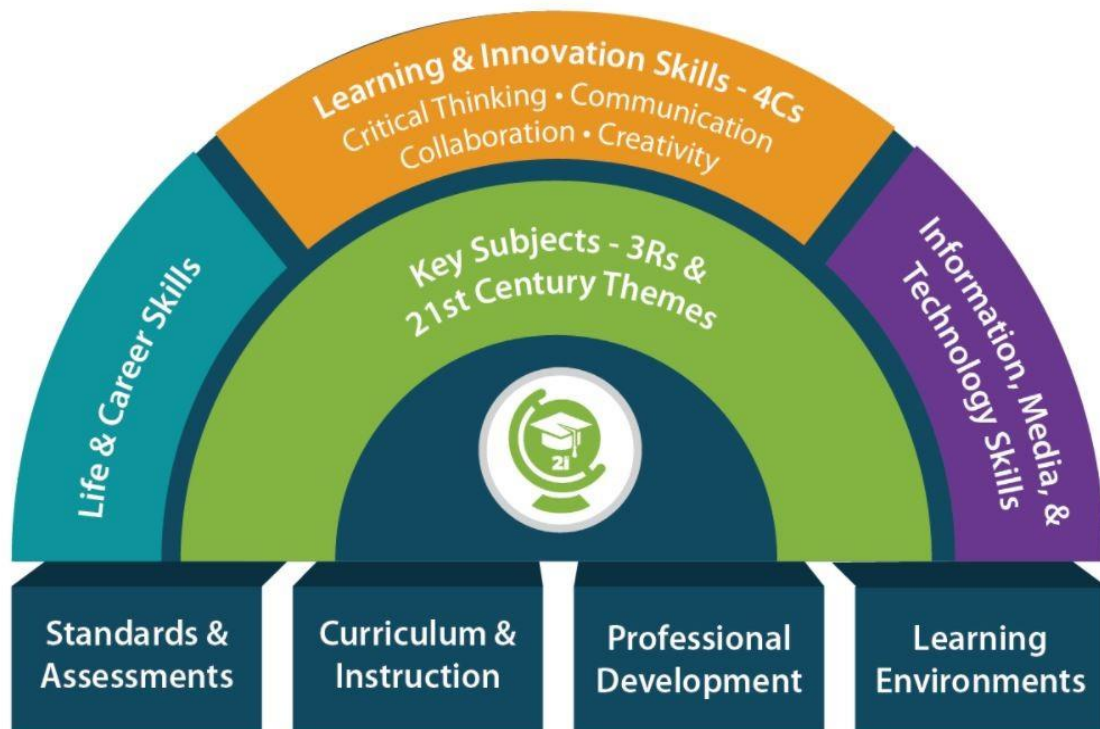 Learning & Innovation Skills - 4Cs
Critical Thinking • Communication
Collaboration • Creativity
Life & Career Skills
Key Subjects - 3Rs &
21st Century Themes
Information, Media, &
Technology Skills
21
Standards &
Assessments
Curriculum &
Instruction
Professional
Development
Learning
Environments